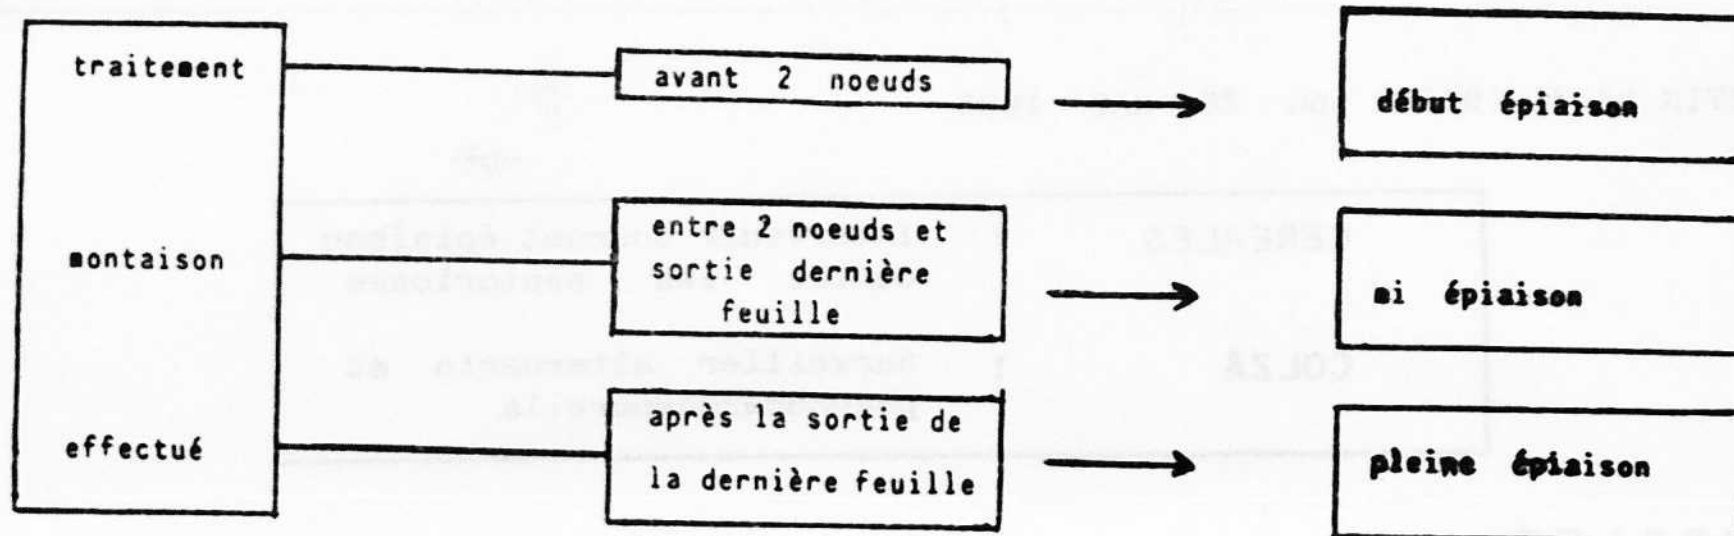 traitement
avant 2 noeuds
début épiaison
montaison
entre 2 noeuds et
sortie dernière
feuille
mi épiaison
effectué
après la sortie de
la dernière feuille
pleine épiaison
COLZA